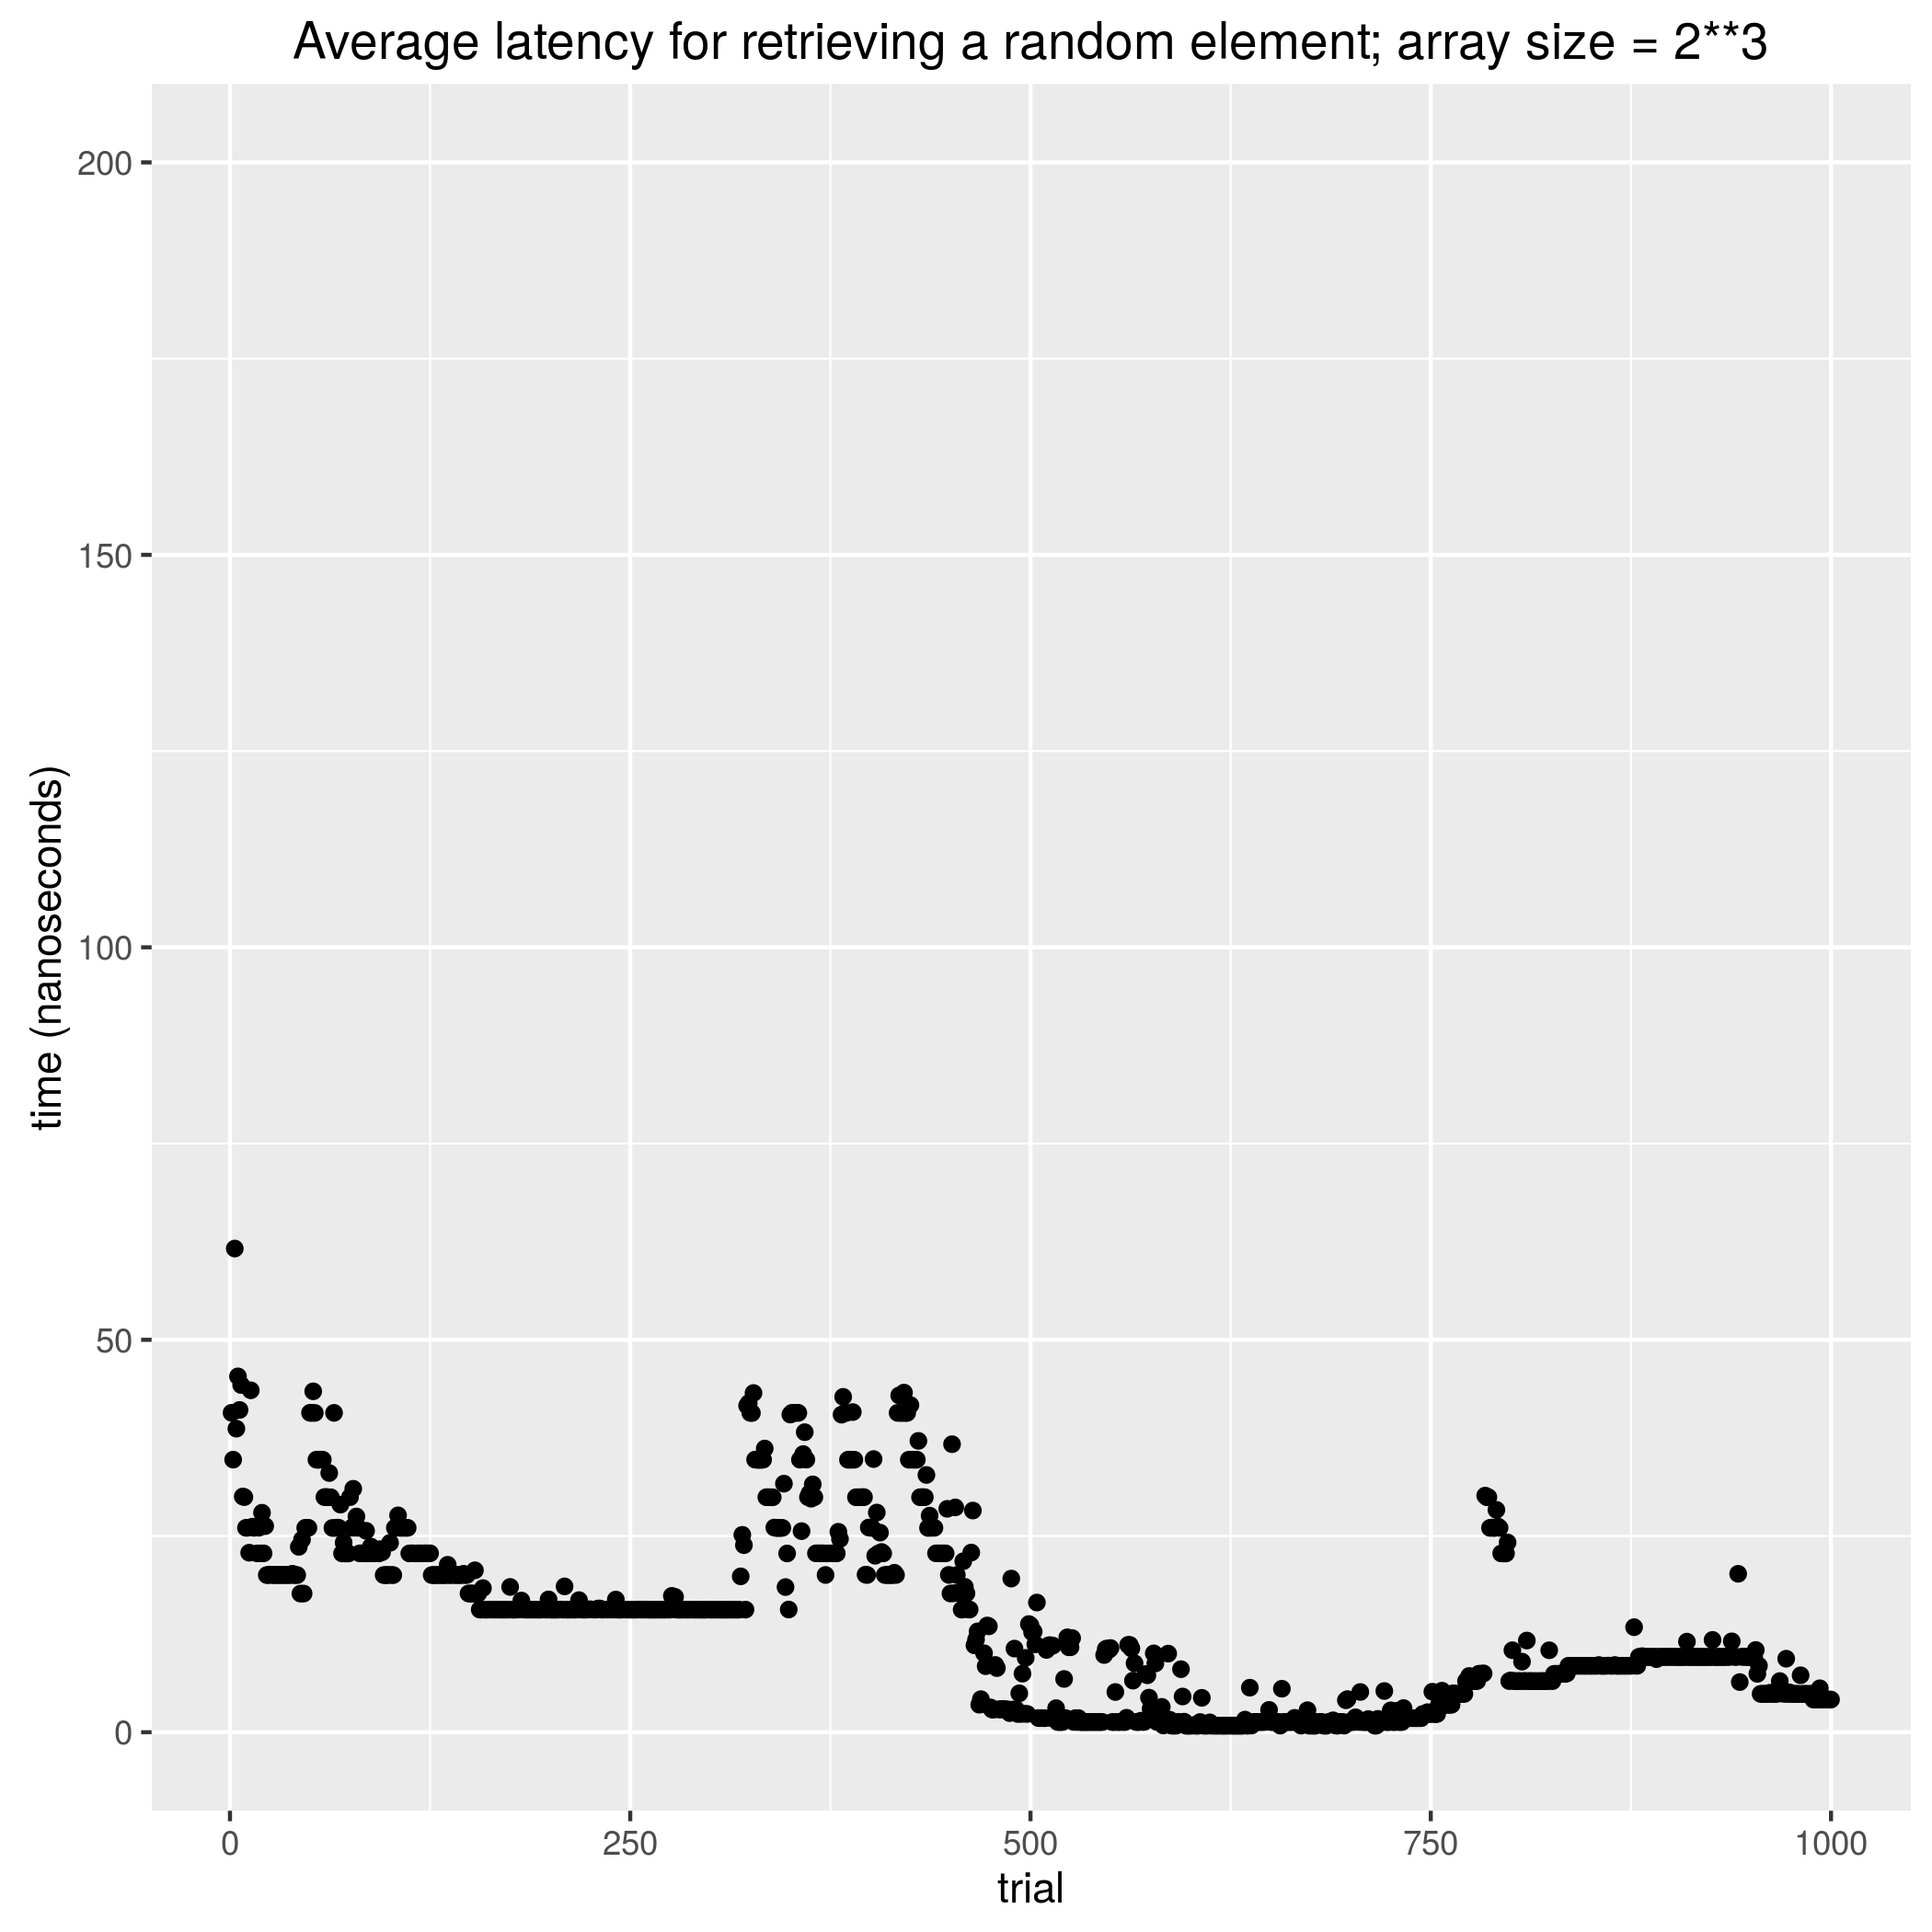 Average latency for retrieving a random element; array size = 2**3
200
150
100
50
0
time (nanoseconds)
0 250 500 750 1000
trial